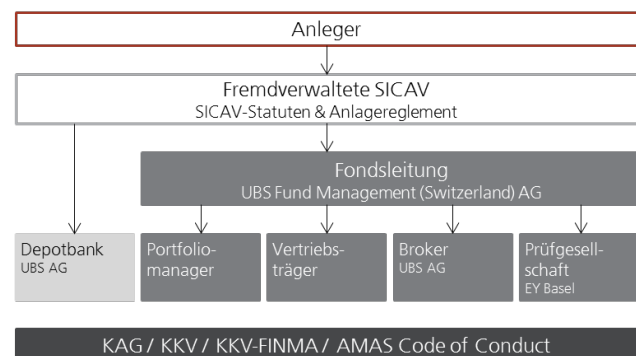 Anleger
Fremdverwaltete SICAV
SICAV-Statuten & Anlagereglement
Fondsleitung
UBS Fund Management (Switzerland) AG
Depotbank
UBS AG
Portfolio-
manager
Vertriebs-
träger
Broker
UBS AG
Prüfgesell-
schaft
EY Basel
KAG / KKV / KKV-FINMA / AMAS Code of Conduct